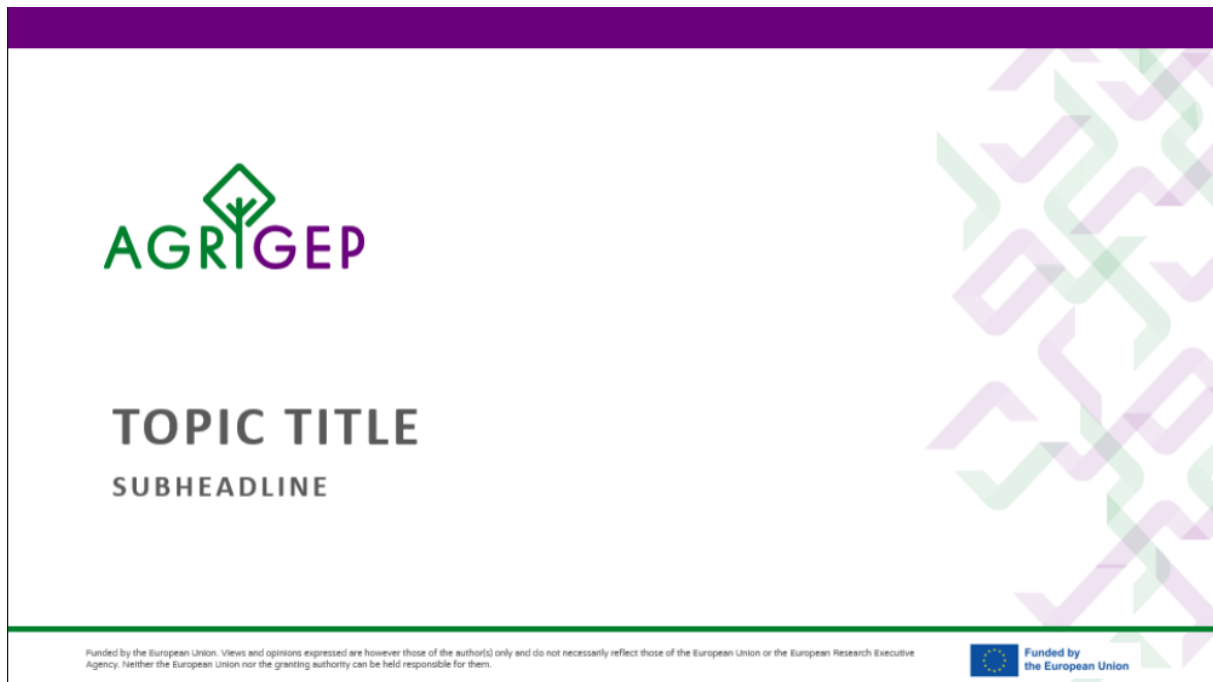 AGRIGEP
TOPIC TITLE
SUBHEADLINE
Funded by the European Union. Views and opinions expressed are however those of the author(s) only and do not necessarily reflect those of the European Union or the European Research Executive
Agency. Neither the European Union nor the granting authority can be held responsible for them.
Funded by
the European Union